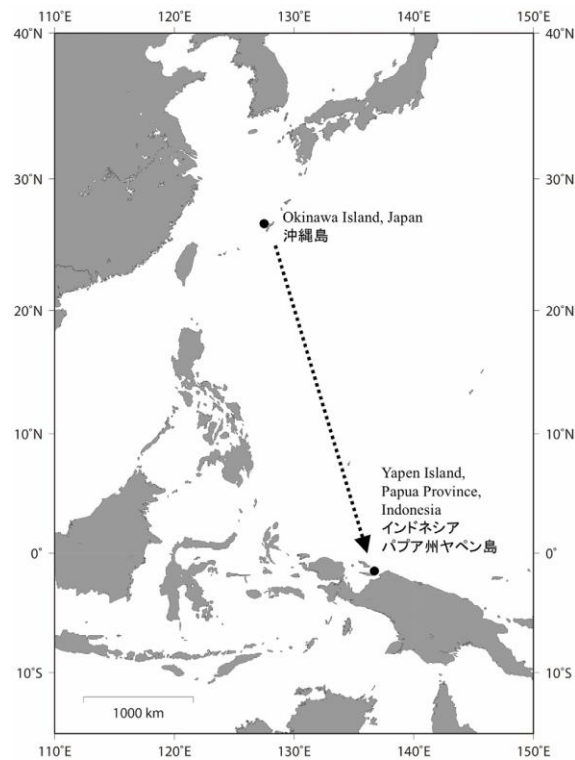 110°E 120°E 130°E 140°E 150°E
40°N 40°N
30°N 30°N
Okinawa Island, Japan
沖縄島
20°N 20°N
10°N 10°N
Yapen Island,
Papua Province,
Indonesia
インドネシア
パプア州ヤペン島
0° 0°
10°S 10°S
1000 km
110°E 120°E 130°E 140°E 150°E